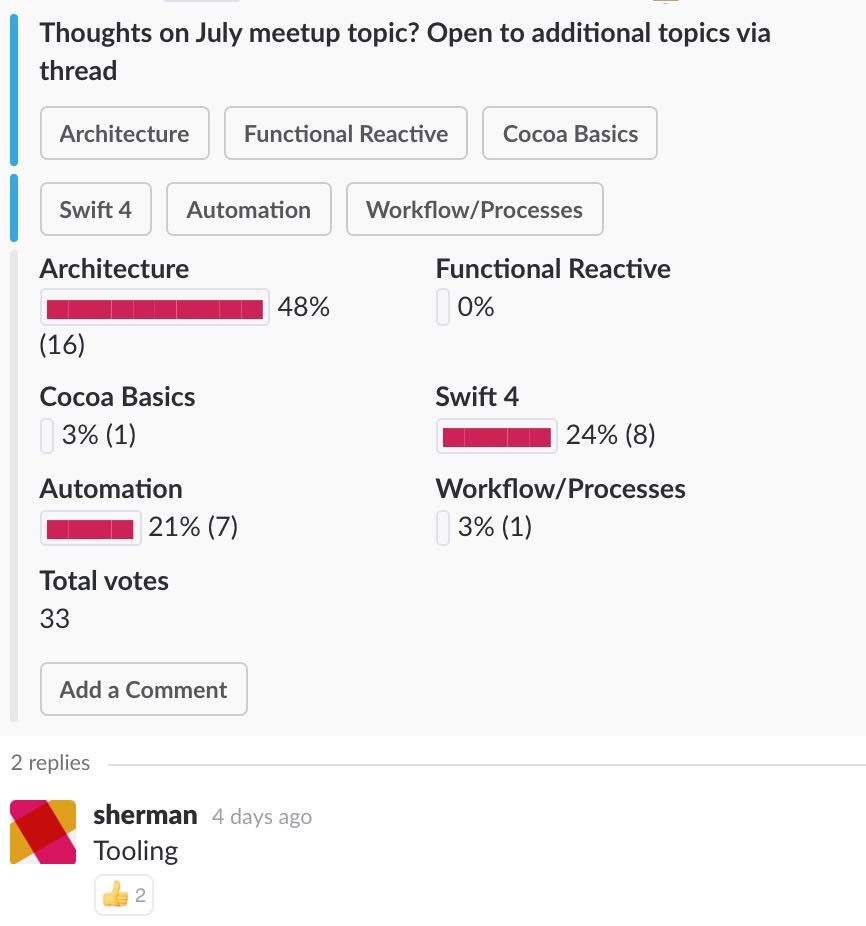 Thoughts on July meetup topic? Open to additional topics via
thread
Architecture
Functional Reactive
Cocoa Basics
Swift 4
Automation
Workflow/Processes
Architecture
48%
(16)
Functional Reactive
0%
Cocoa Basics
3% (1)
Swift 4
24% (8)
Automation
21% (7)
Workflow/Processes
3% (1)
Total votes
33
Add a Comment
2 replies
sherman 4 days ago
Tooling
2